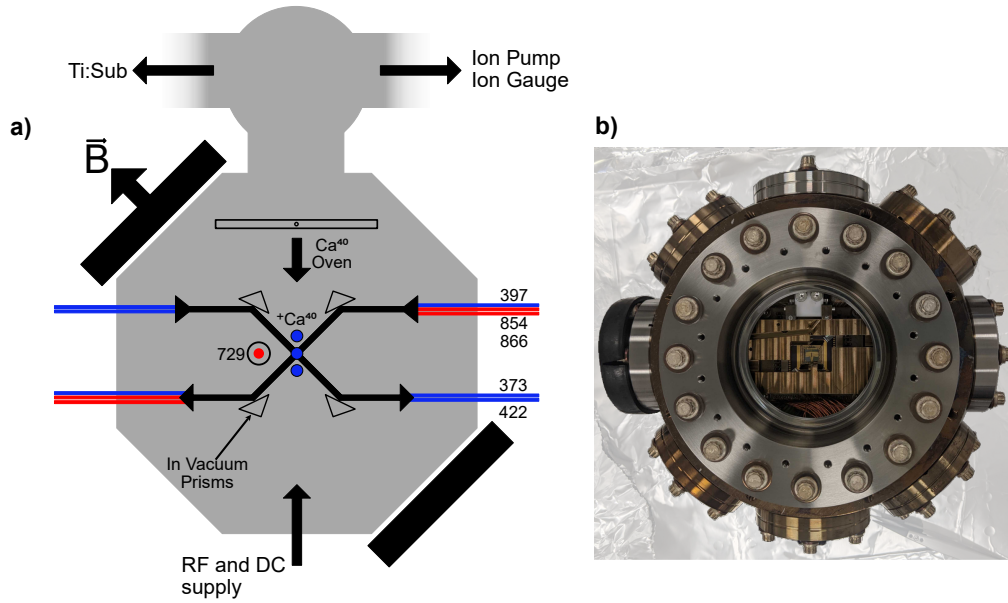 Ti:Sub
Ion Pump
Ion Gauge
a)
b)
B⃗
Ca⁴⁰
Oven
⁺Ca⁴⁰
397
854
866
729
373
422
In Vacuum
Prisms
RF and DC
supply